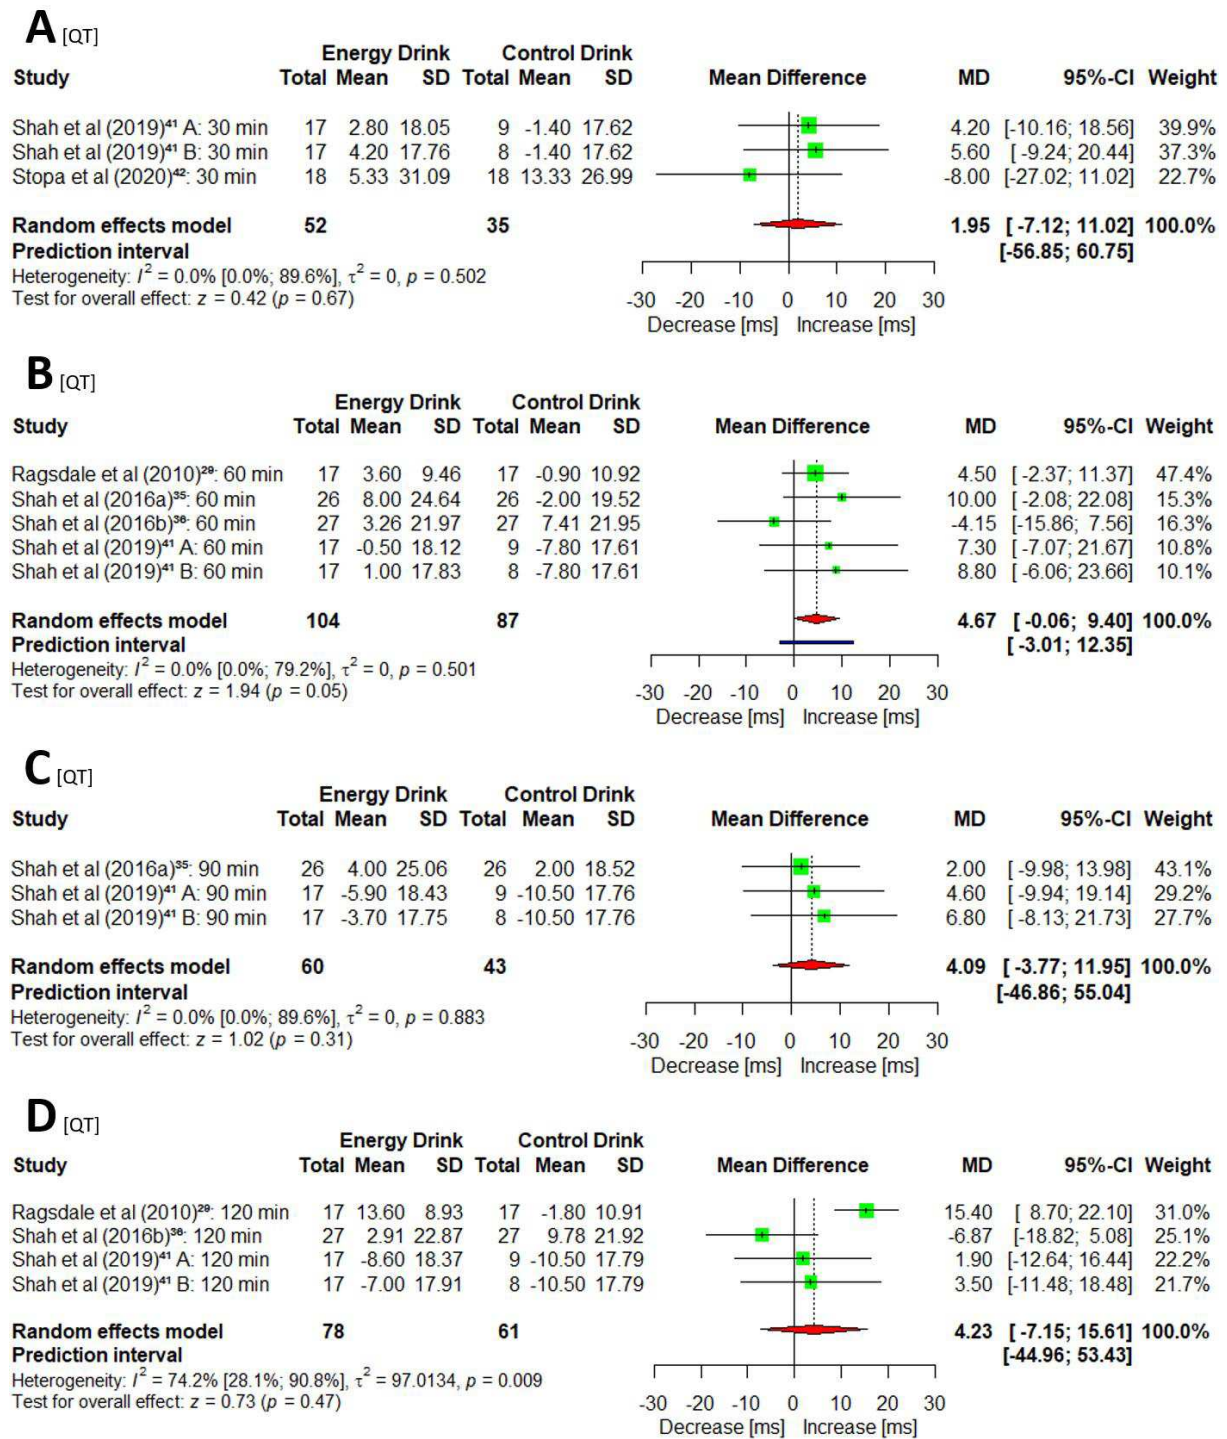 A [QT]
Energy Drink Control Drink
Study Total Mean SD Total Mean SD Mean Difference MD 95%-CI Weight
Shah et al (2019)⁴¹ A: 30 min 17 2.80 18.05 9 -1.40 17.62 4.20 [-10.16; 18.56] 39.9%
Shah et al (2019)⁴¹ B: 30 min 17 4.20 17.76 8 -1.40 17.62 5.60 [ -9.24; 20.44] 37.3%
Stopa et al (2020)⁴²: 30 min 18 5.33 31.09 18 13.33 26.99 -8.00 [-27.02; 11.02] 22.7%
Random effects model 52 35 1.95 [ -7.12; 11.02] 100.0%
Prediction interval [-56.85; 60.75]
Heterogeneity: I² = 0.0% [0.0%; 89.6%], τ² = 0, p = 0.502
Test for overall effect: z = 0.42 (p = 0.67)
-30 -20 -10 0 10 20 30
Decrease [ms] Increase [ms]
B [QT]
Energy Drink Control Drink
Study Total Mean SD Total Mean SD Mean Difference MD 95%-CI Weight
Ragsdale et al (2010)²⁹: 60 min 17 3.60 9.46 17 -0.90 10.92 4.50 [ -2.37; 11.37] 47.4%
Shah et al (2016a)³⁵: 60 min 26 8.00 24.64 26 -2.00 19.52 10.00 [ -2.08; 22.08] 15.3%
Shah et al (2016b)³⁶: 60 min 27 3.26 21.97 27 7.41 21.95 -4.15 [-15.86; 7.56] 16.3%
Shah et al (2019)⁴¹ A: 60 min 17 -0.50 18.12 9 -7.80 17.61 7.30 [ -7.07; 21.67] 10.8%
Shah et al (2019)⁴¹ B: 60 min 17 1.00 17.83 8 -7.80 17.61 8.80 [ -6.06; 23.66] 10.1%
Random effects model 104 87 4.67 [ -0.06; 9.40] 100.0%
Prediction interval [ -3.01; 12.35]
Heterogeneity: I² = 0.0% [0.0%; 79.2%], τ² = 0, p = 0.501
Test for overall effect: z = 1.94 (p = 0.05)
-30 -20 -10 0 10 20 30
Decrease [ms] Increase [ms]
C [QT]
Energy Drink Control Drink
Study Total Mean SD Total Mean SD Mean Difference MD 95%-CI Weight
Shah et al (2016a)³⁵: 90 min 26 4.00 25.06 26 2.00 18.52 2.00 [ -9.98; 13.98] 43.1%
Shah et al (2019)⁴¹ A: 90 min 17 -5.90 18.43 9 -10.50 17.76 4.60 [ -9.94; 19.14] 29.2%
Shah et al (2019)⁴¹ B: 90 min 17 -3.70 17.75 8 -10.50 17.76 6.80 [ -8.13; 21.73] 27.7%
Random effects model 60 43 4.09 [ -3.77; 11.95] 100.0%
Prediction interval [-46.86; 55.04]
Heterogeneity: I² = 0.0% [0.0%; 89.6%], τ² = 0, p = 0.883
Test for overall effect: z = 1.02 (p = 0.31)
-30 -20 -10 0 10 20 30
Decrease [ms] Increase [ms]
D [QT]
Energy Drink Control Drink
Study Total Mean SD Total Mean SD Mean Difference MD 95%-CI Weight
Ragsdale et al (2010)²⁹: 120 min 17 13.60 8.93 17 -1.80 10.91 15.40 [ 8.70; 22.10] 31.0%
Shah et al (2016b)³⁶: 120 min 27 2.91 22.87 27 9.78 21.92 -6.87 [-18.82; 5.08] 25.1%
Shah et al (2019)⁴¹ A: 120 min 17 -8.60 18.37 9 -10.50 17.79 1.90 [-12.64; 16.44] 22.2%
Shah et al (2019)⁴¹ B: 120 min 17 -7.00 17.91 8 -10.50 17.79 3.50 [-11.48; 18.48] 21.7%
Random effects model 78 61 4.23 [ -7.15; 15.61] 100.0%
Prediction interval [-44.96; 53.43]
Heterogeneity: I² = 74.2% [28.1%; 90.8%], τ² = 97.0134, p = 0.009
Test for overall effect: z = 0.73 (p = 0.47)
-30 -20 -10 0 10 20 30
Decrease [ms] Increase [ms]